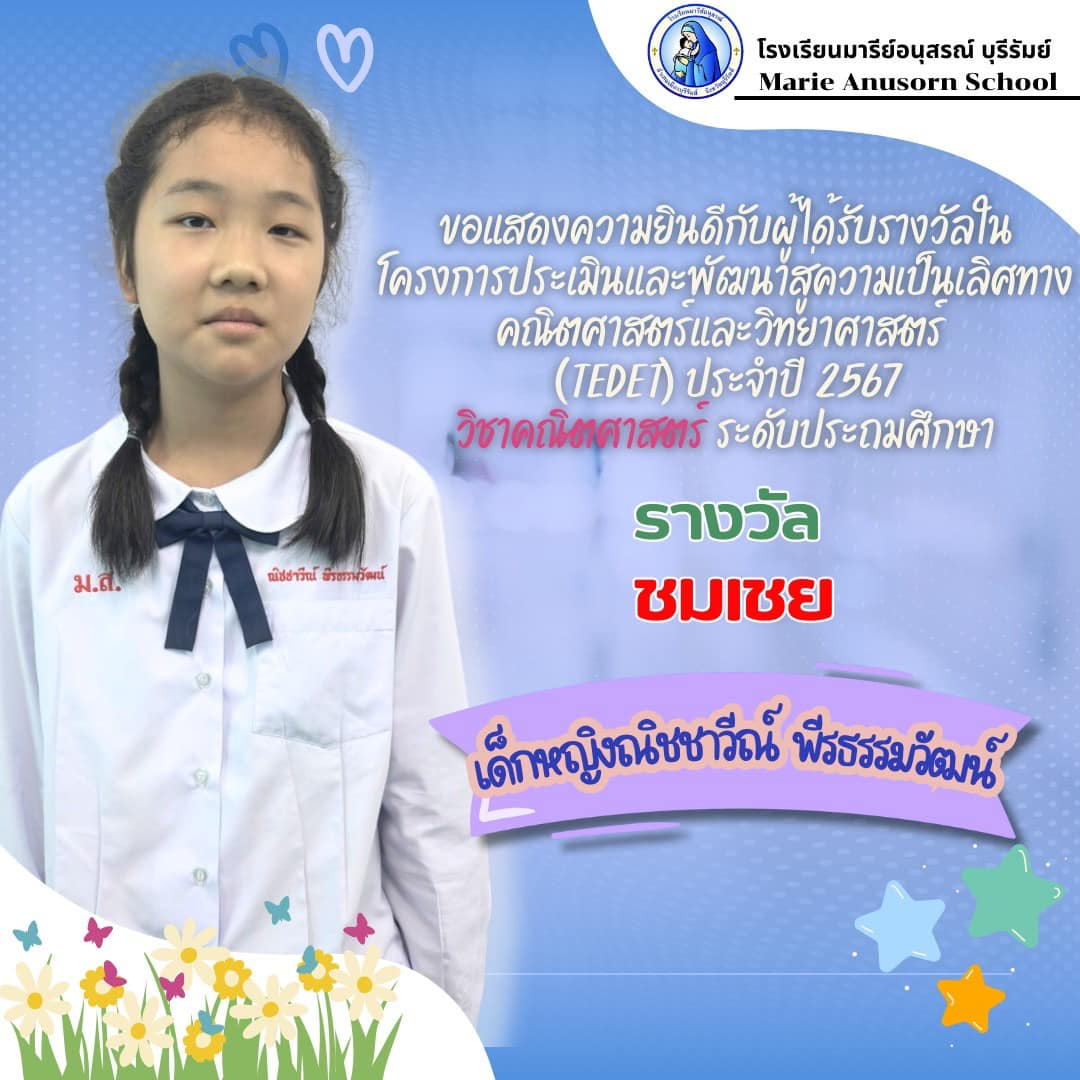 โรงเรียนมารีย์อนุสรณ์ บุรีรัมย์
Marie Anusorn School
ขอแสดงความยินดีกับผู้ได้รับรางวัลใน
โครงการประเมินและพัฒนาสู่ความเป็นเลิศทาง
คณิตศาสตร์และวิทยาศาสตร์
(TEDET) ประจำปี 2567
วิชาคณิตศาสตร์ ระดับประถมศึกษา
รางวัล
ชมเชย
ม.ส.
ณิชชาวีณ์ พีรธรรมวัฒน์
เด็กหญิงณิชชาวีณ์ พีรธรรมวัฒน์